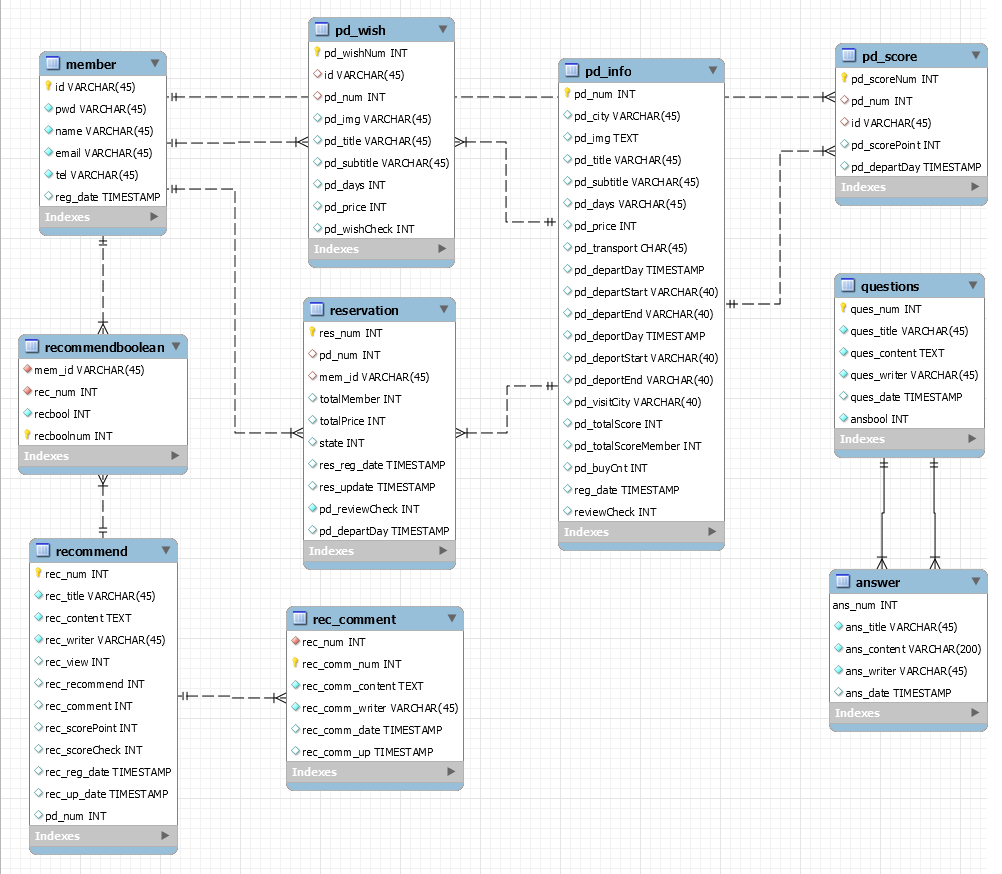 member
id VARCHAR(45)
pwd VARCHAR(45)
name VARCHAR(45)
email VARCHAR(45)
tel VARCHAR(45)
reg_date TIMESTAMP
Indexes
pd_wish
pd_wishNum INT
id VARCHAR(45)
pd_num INT
pd_img VARCHAR(45)
pd_title VARCHAR(45)
pd_subtitle VARCHAR(45)
pd_days INT
pd_price INT
pd_wishCheck INT
Indexes
pd_info
pd_num INT
pd_city VARCHAR(45)
pd_img TEXT
pd_title VARCHAR(45)
pd_subtitle VARCHAR(45)
pd_days VARCHAR(45)
pd_price INT
pd_transport CHAR(45)
pd_departDay TIMESTAMP
pd_departStart VARCHAR(40)
pd_departEnd VARCHAR(40)
pd_deportDay TIMESTAMP
pd_deportStart VARCHAR(40)
pd_deportEnd VARCHAR(40)
pd_visitCity VARCHAR(40)
pd_totalScore INT
pd_totalScoreMember INT
pd_buyCnt INT
reg_date TIMESTAMP
reviewCheck INT
Indexes
pd_score
pd_scoreNum INT
pd_num INT
id VARCHAR(45)
pd_scorePoint INT
pd_departDay TIMESTAMP
Indexes
recommendboolean
mem_id VARCHAR(45)
rec_num INT
recbool INT
recboolnum INT
Indexes
reservation
res_num INT
pd_num INT
mem_id VARCHAR(45)
totalMember INT
totalPrice INT
state INT
res_reg_date TIMESTAMP
res_update TIMESTAMP
pd_reviewCheck INT
pd_departDay TIMESTAMP
Indexes
questions
ques_num INT
ques_title VARCHAR(45)
ques_content TEXT
ques_writer VARCHAR(45)
ques_date TIMESTAMP
ansbool INT
Indexes
recommend
rec_num INT
rec_title VARCHAR(45)
rec_content TEXT
rec_writer VARCHAR(45)
rec_view INT
rec_recommend INT
rec_comment INT
rec_scorePoint INT
rec_scoreCheck INT
rec_reg_date TIMESTAMP
rec_up_date TIMESTAMP
pd_num INT
Indexes
rec_comment
rec_num INT
rec_comm_num INT
rec_comm_content TEXT
rec_comm_writer VARCHAR(45)
rec_comm_date TIMESTAMP
rec_comm_up TIMESTAMP
Indexes
answer
ans_num INT
ans_title VARCHAR(45)
ans_content VARCHAR(200)
ans_writer VARCHAR(45)
ans_date TIMESTAMP
Indexes